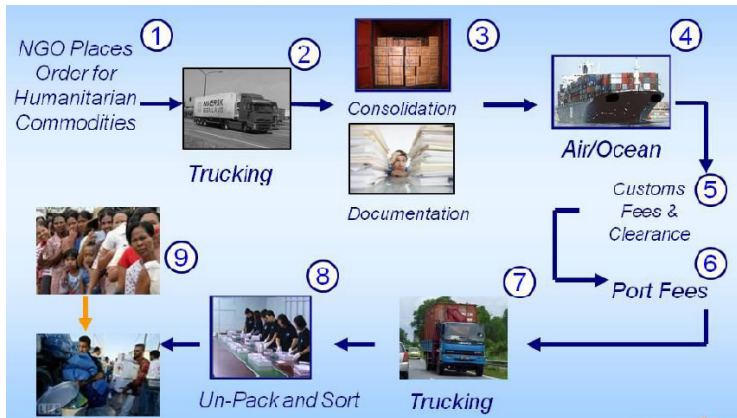 1
NGO Places
Order for
Humanitarian
Commodities
2
Trucking
3
Consolidation
Documentation
4
Air/Ocean
5
Customs
Fees &
Clearance
6
Port Fees
7
Trucking
8
Un-Pack and Sort
9